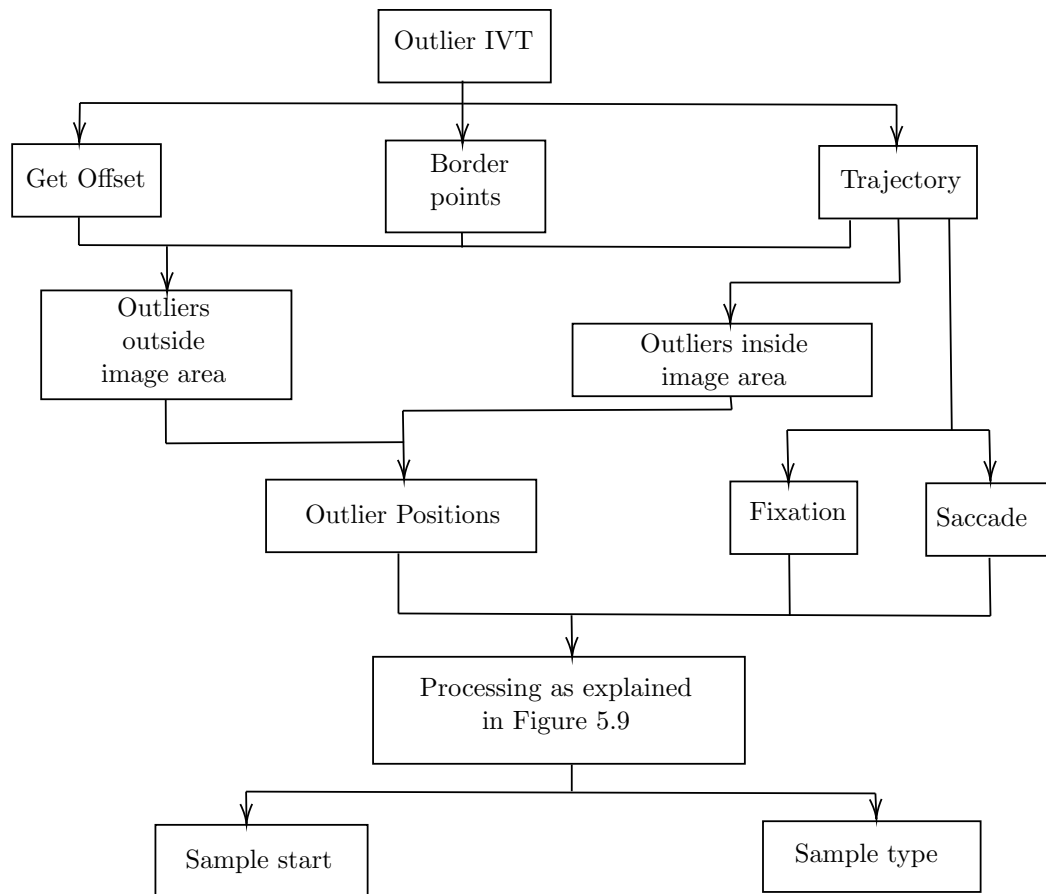 Outlier IVT
Get Offset
Border
points
Trajectory
Outliers
outside
image area
Outliers inside
image area
Outlier Positions
Fixation
Saccade
Processing as explained
in Figure 5.9
Sample start
Sample type